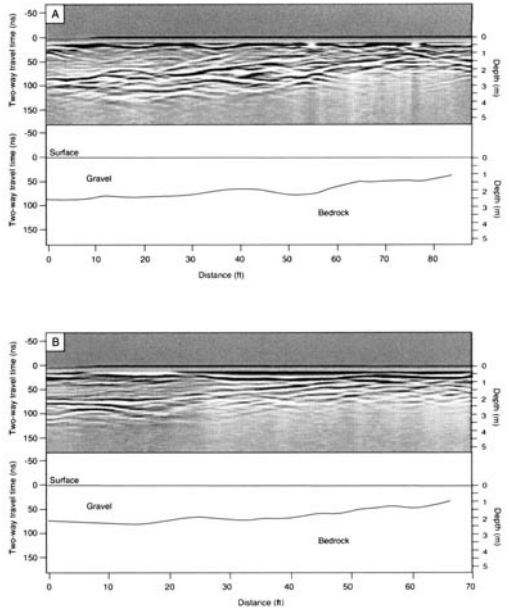 A
-50
0
50
100
150
Two-way travel time (ns)
0
1
2
3
4
5
Depth (m)
-50
0
50
100
150
Two-way travel time (ns)
Surface
Gravel
Bedrock
0
1
2
3
4
5
Depth (m)
0 10 20 30 40 50 60 70 80
Distance (ft)
B
-50
0
50
100
150
Two-way travel time (ns)
0
1
2
3
4
5
Depth (m)
-50
0
50
100
150
Two-way travel time (ns)
Surface
Gravel
Bedrock
0
1
2
3
4
5
Depth (m)
0 10 20 30 40 50 60 70
Distance (ft)